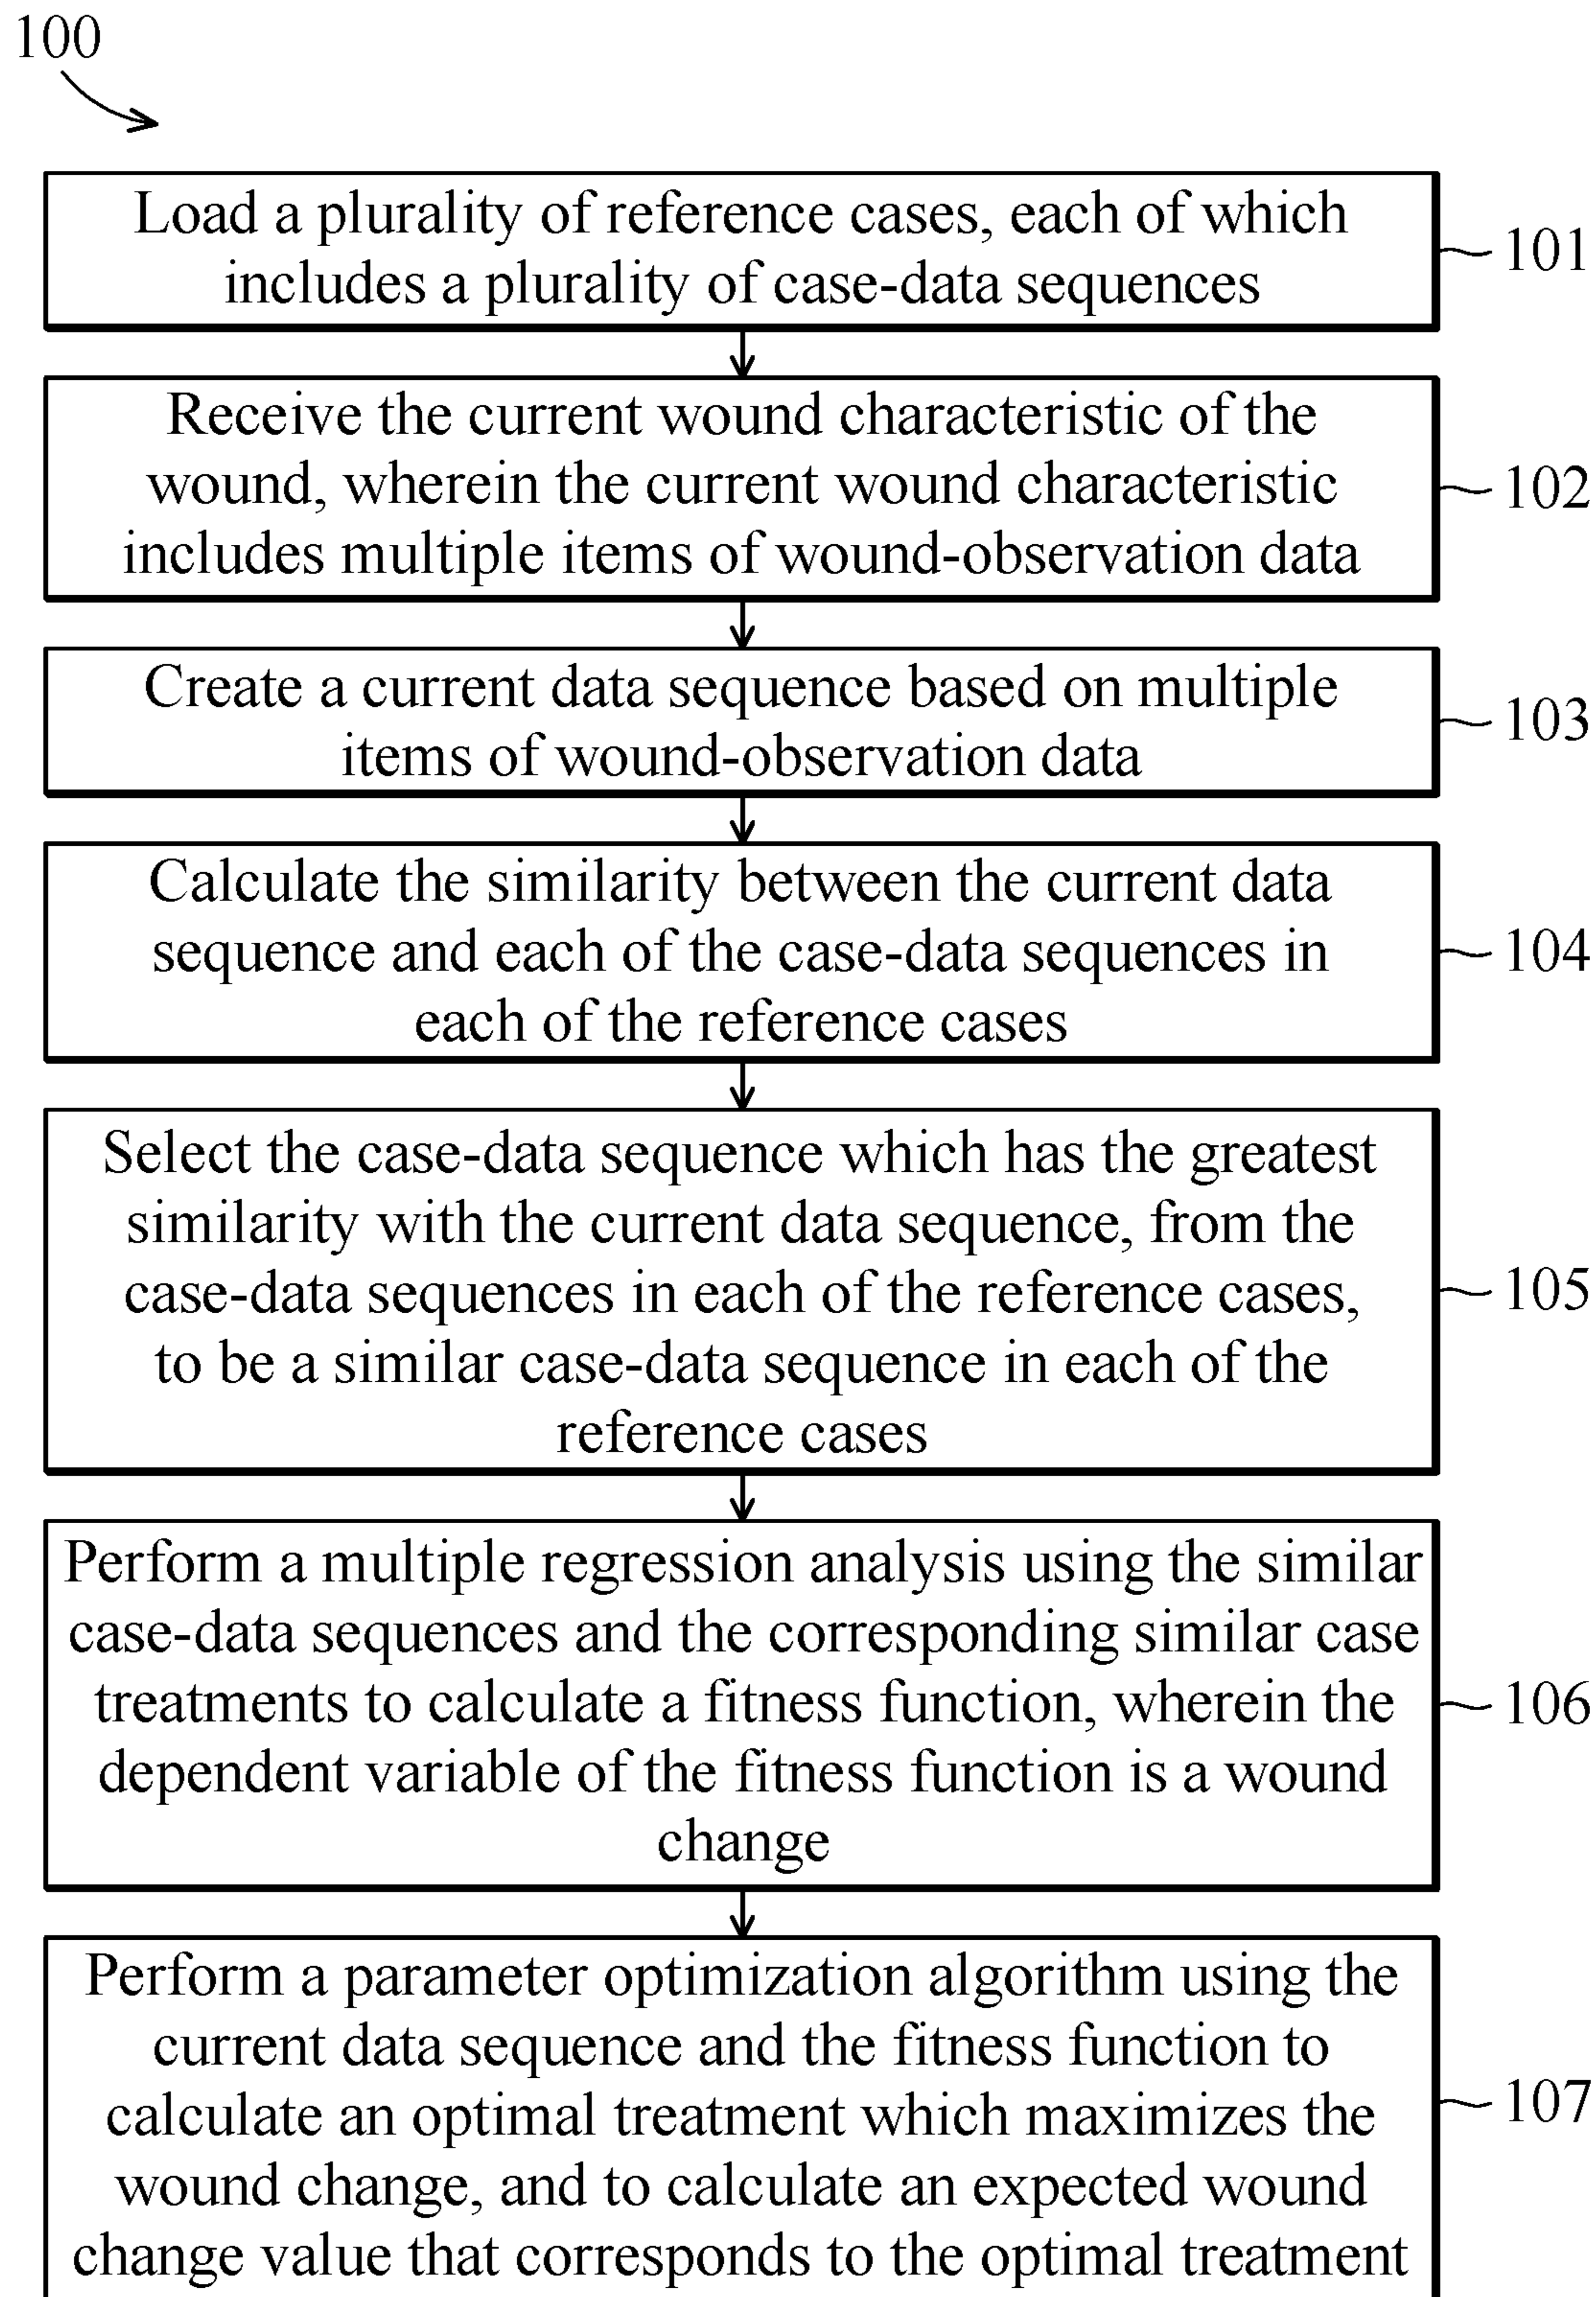 100
Load a plurality of reference cases, each of which
includes a plurality of case-data sequences
101
Receive the current wound characteristic of the
wound, wherein the current wound characteristic
includes multiple items of wound-observation data
102
Create a current data sequence based on multiple
items of wound-observation data
103
Calculate the similarity between the current data
sequence and each of the case-data sequences in
each of the reference cases
104
Select the case-data sequence which has the greatest
similarity with the current data sequence, from the
case-data sequences in each of the reference cases,
to be a similar case-data sequence in each of the
reference cases
105
Perform a multiple regression analysis using the similar
case-data sequences and the corresponding similar case
treatments to calculate a fitness function, wherein the
dependent variable of the fitness function is a wound
change
106
Perform a parameter optimization algorithm using the
current data sequence and the fitness function to
calculate an optimal treatment which maximizes the
wound change, and to calculate an expected wound
change value that corresponds to the optimal treatment
107